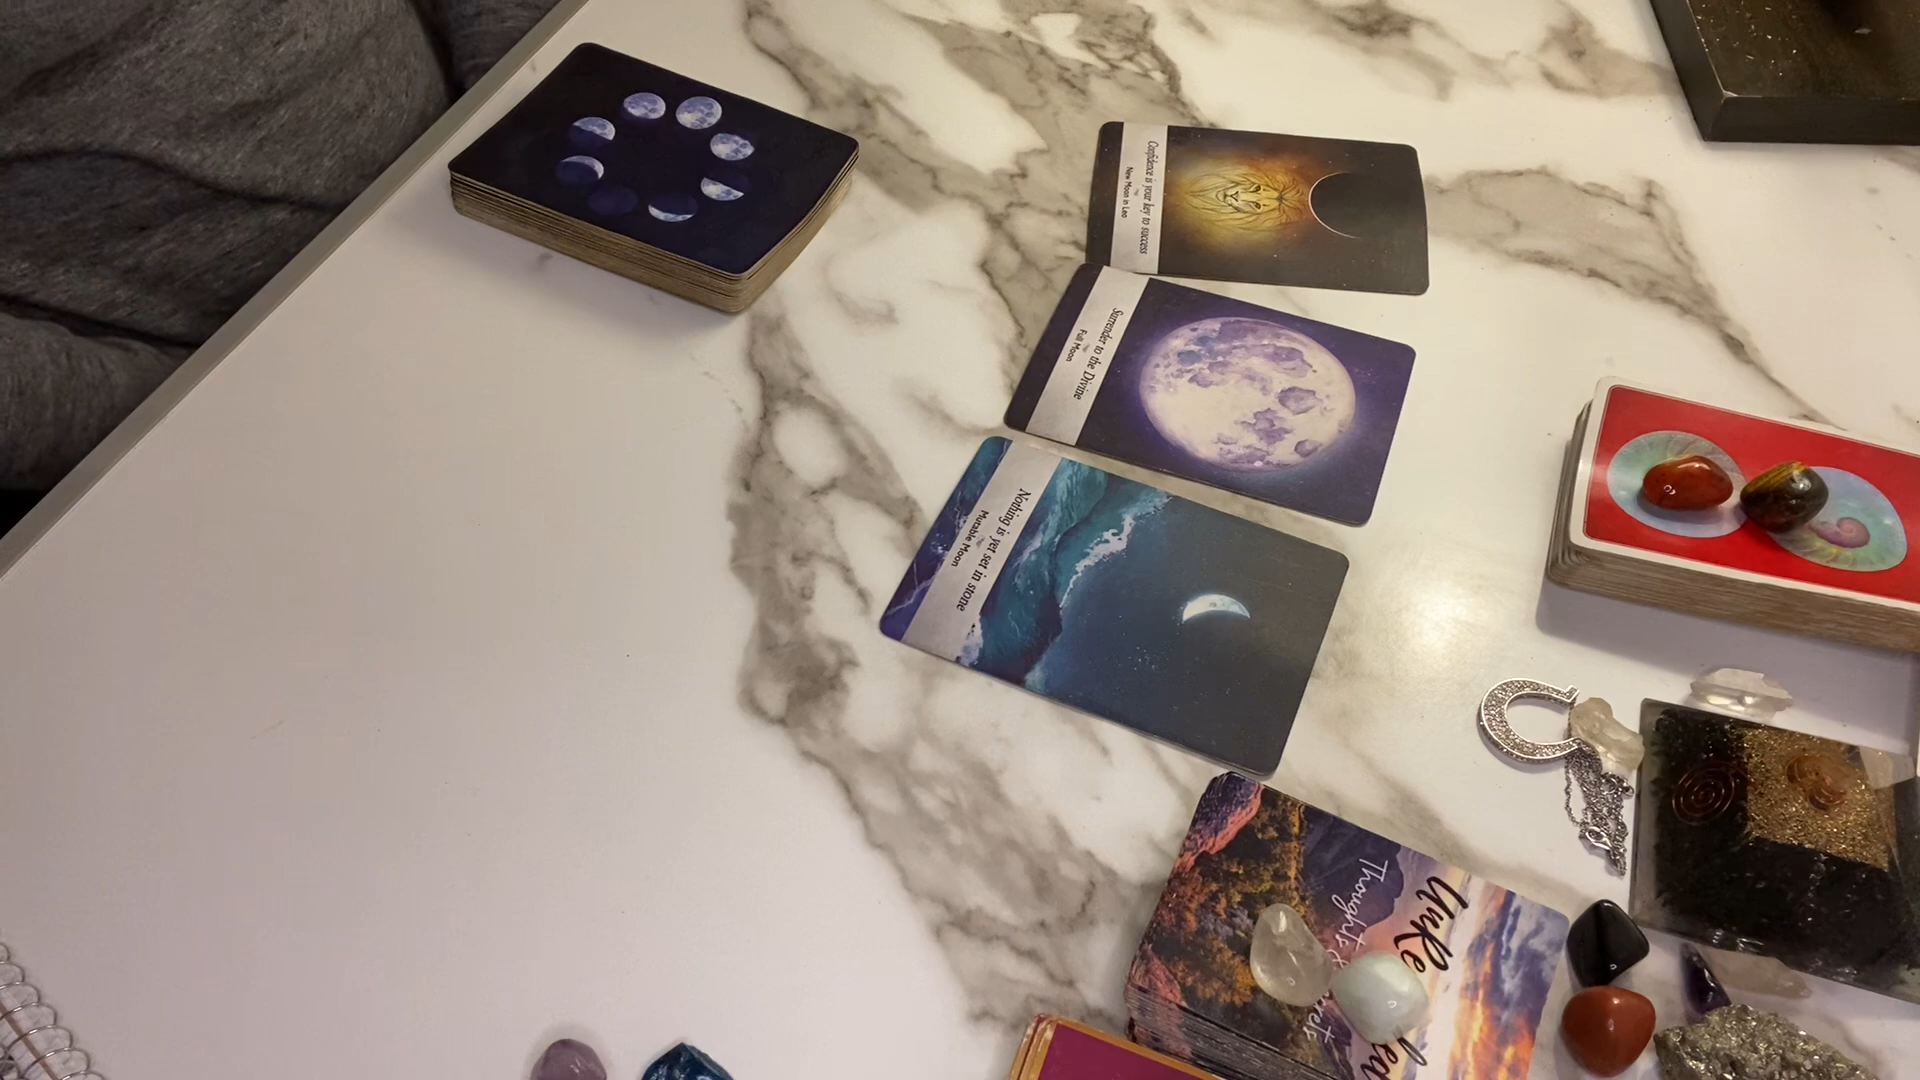 Confidence is your key to success
New Moon in Leo
Surrender to the Divine
Full Moon
Nothing is yet set in stone
Mutable Moon
Thoughts &